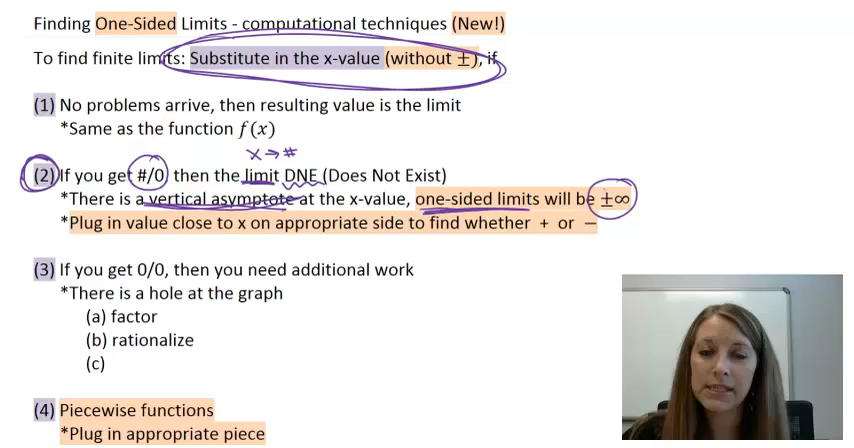 Finding One-Sided Limits - computational techniques (New!)
To find finite limits: Substitute in the x-value (without ±), if
(1) No problems arrive, then resulting value is the limit
*Same as the function f(x)
x→#
(2) If you get #/0 then the limit DNE (Does Not Exist)
*There is a vertical asymptote at the x-value, one-sided limits will be ±∞
*Plug in value close to x on appropriate side to find whether + or −
(3) If you get 0/0, then you need additional work
*There is a hole at the graph
(a) factor
(b) rationalize
(c)
(4) Piecewise functions
*Plug in appropriate piece